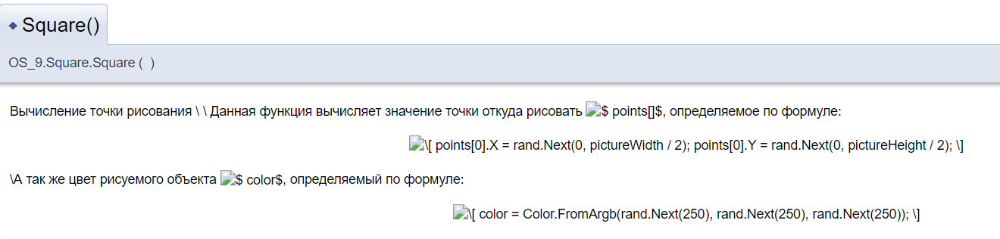 ◆ Square()
OS_9.Square.Square ( )
Вычисление точки рисования \ \ Данная функция вычисляет значение точки откуда рисовать $ points[]$, определяемое по формуле:
\[ points[0].X = rand.Next(0, pictureWidth / 2); points[0].Y = rand.Next(0, pictureHeight / 2); \]
\А так же цвет рисуемого объекта $ color$, определяемый по формуле:
\[ color = Color.FromArgb(rand.Next(250), rand.Next(250), rand.Next(250)); \]